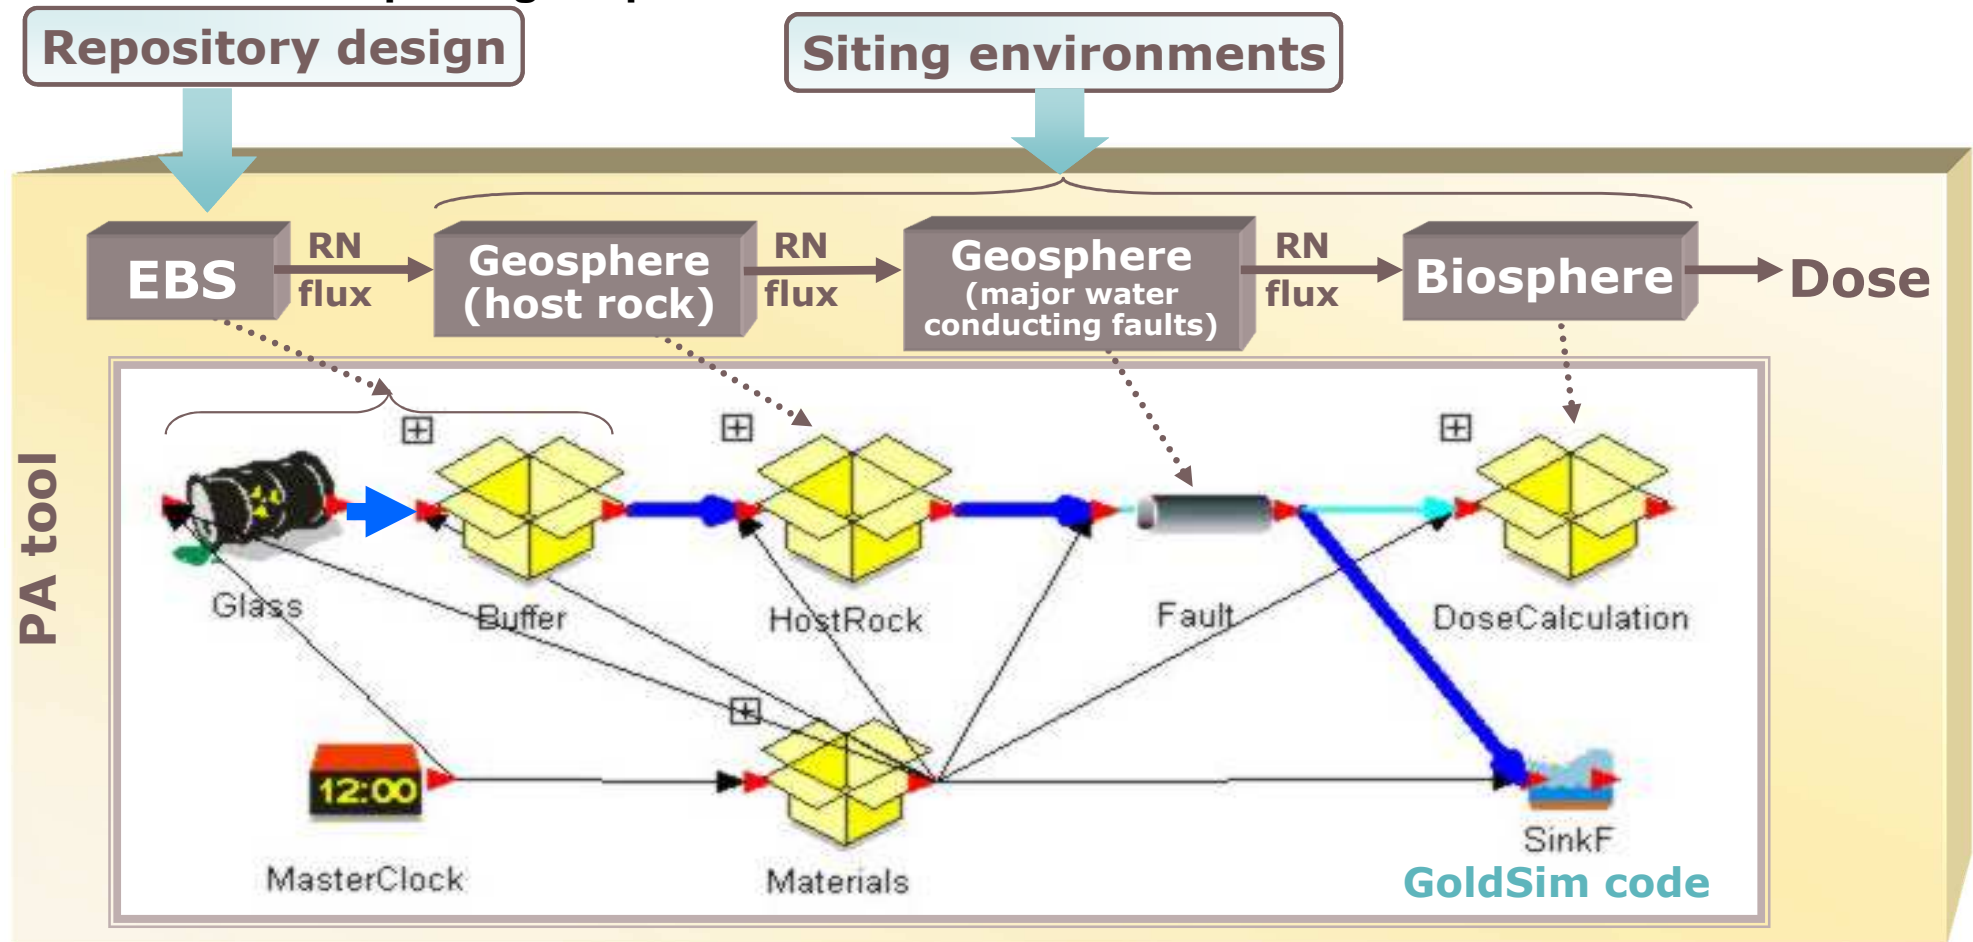 Repository design
Siting environments
EBS
RN
flux
Geosphere
(host rock)
RN
flux
Geosphere
(major water
conducting faults)
RN
flux
Biosphere
Dose
PA tool
Glass
Buffer
HostRock
Fault
DoseCalculation
12:00
MasterClock
Materials
SinkF
GoldSim code